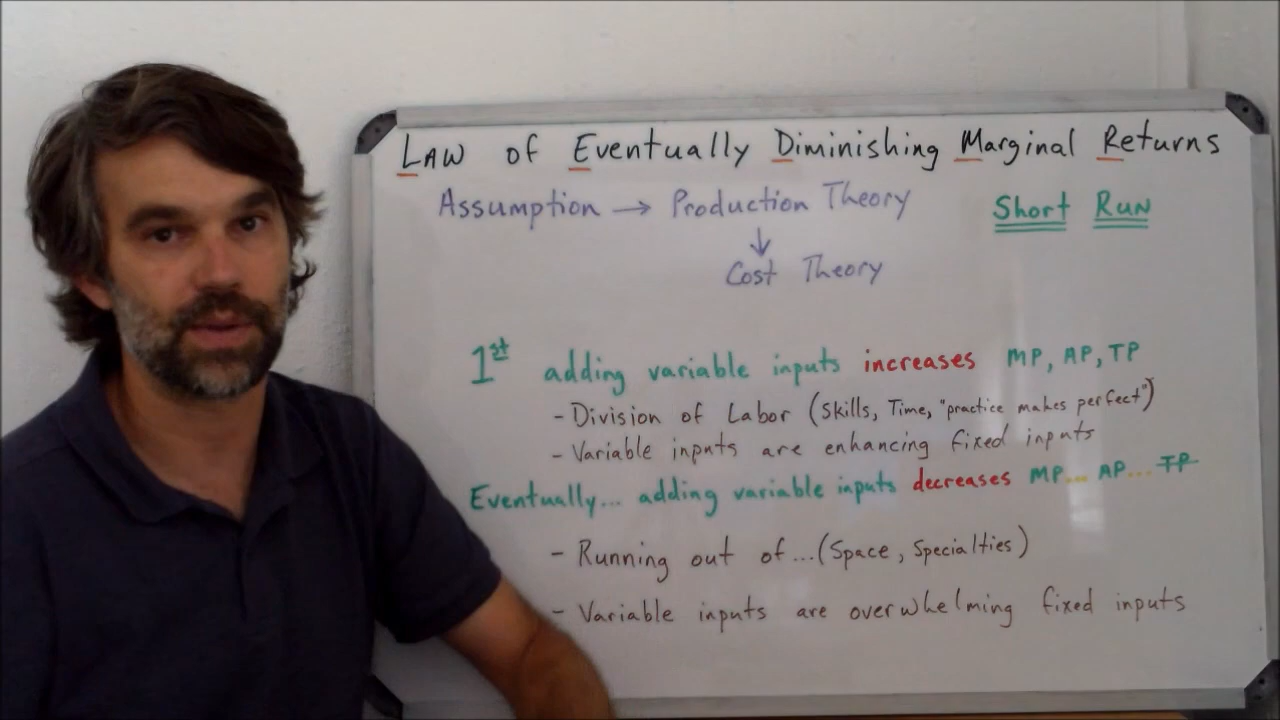 Law of Eventually Diminishing Marginal Returns
Assumption → Production Theory
Short Run
↓
Cost Theory
1st adding variable inputs increases MP, AP, TP
- Division of Labor (Skills, Time, "practice makes perfect")
- Variable inputs are enhancing fixed inputs
Eventually... adding variable inputs decreases MP... AP... TP
- Running out of...(Space, Specialties)
- Variable inputs are overwhelming fixed inputs